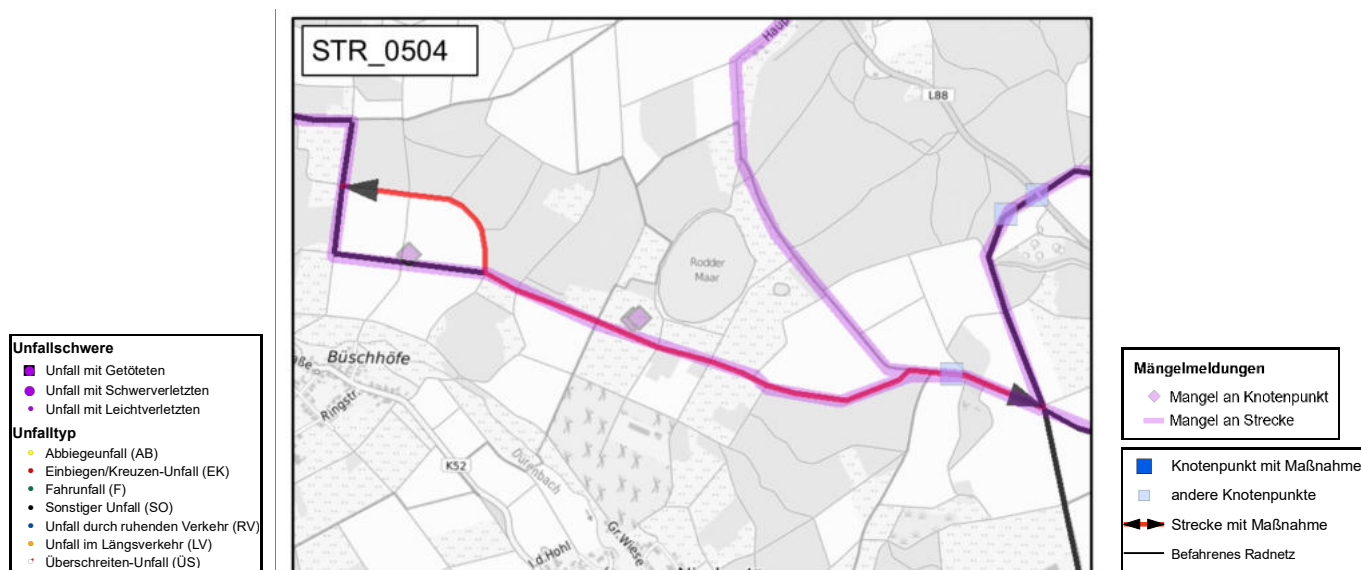 STR_0504
Haup
L88
Rodder
Maar
Büschhöfe
Ringstr.
K52
Dürenbach
Gr.Wiese
I.d.Hohl
Unfallschwere
Unfall mit Getöteten
Unfall mit Schwerverletzten
Unfall mit Leichtverletzten
Unfalltyp
Abbiegeunfall (AB)
Einbiegen/Kreuzen-Unfall (EK)
Fahrunfall (F)
Sonstiger Unfall (SO)
Unfall durch ruhenden Verkehr (RV)
Unfall im Längsverkehr (LV)
Überschreiten-Unfall (ÜS)
Mängelmeldungen
Mangel an Knotenpunkt
Mangel an Strecke
Knotenpunkt mit Maßnahme
andere Knotenpunkte
Strecke mit Maßnahme
Befahrenes Radnetz